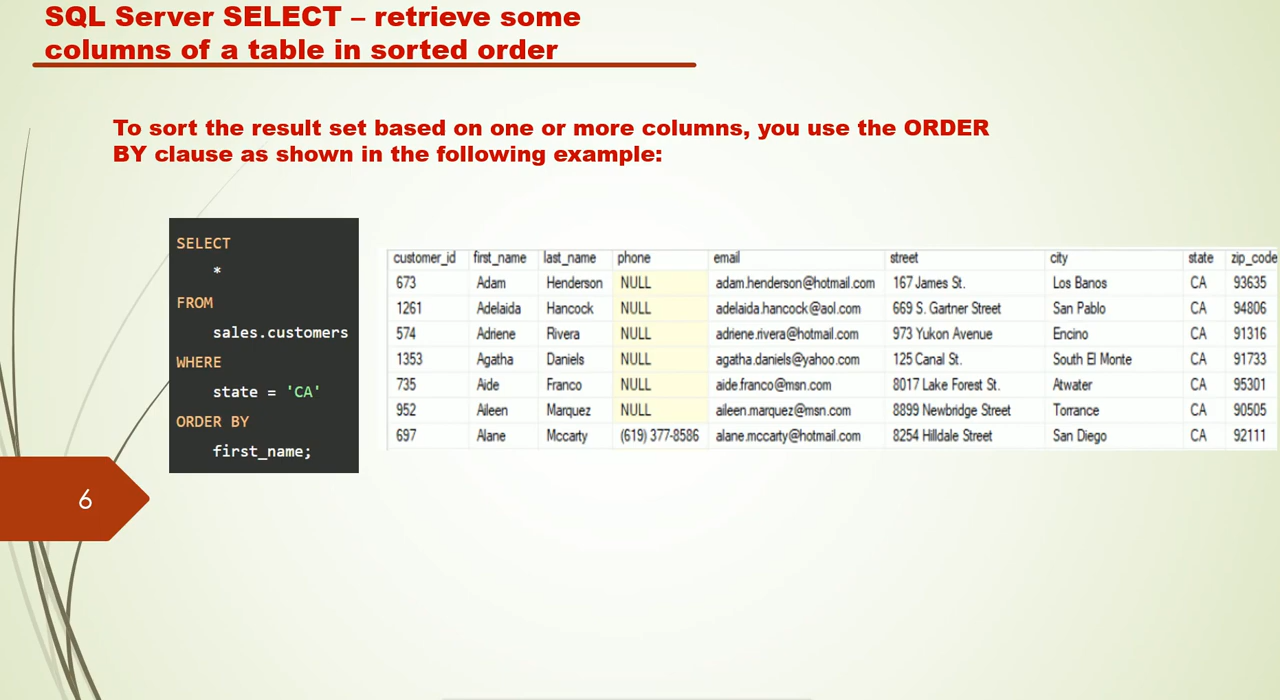 SQL Server SELECT – retrieve some
columns of a table in sorted order
To sort the result set based on one or more columns, you use the ORDER
BY clause as shown in the following example:
SELECT
*
FROM
sales.customers
WHERE
state = 'CA'
ORDER BY
first_name;
customer_id first_name last_name phone email street city state zip_code
673 Adam Henderson NULL adam.henderson@hotmail.com 167 James St. Los Banos CA 93635
1261 Adelaida Hancock NULL adelaida.hancock@aol.com 669 S. Gartner Street San Pablo CA 94806
574 Adriene Rivera NULL adriene.rivera@hotmail.com 973 Yukon Avenue Encino CA 91316
1353 Agatha Daniels NULL agatha.daniels@yahoo.com 125 Canal St. South El Monte CA 91733
735 Aide Franco NULL aide.franco@msn.com 8017 Lake Forest St. Atwater CA 95301
952 Aileen Marquez NULL aileen.marquez@msn.com 8899 Newbridge Street Torrance CA 90505
697 Alane Mccarty (619) 377-8586 alane.mccarty@hotmail.com 8254 Hilldale Street San Diego CA 92111
6